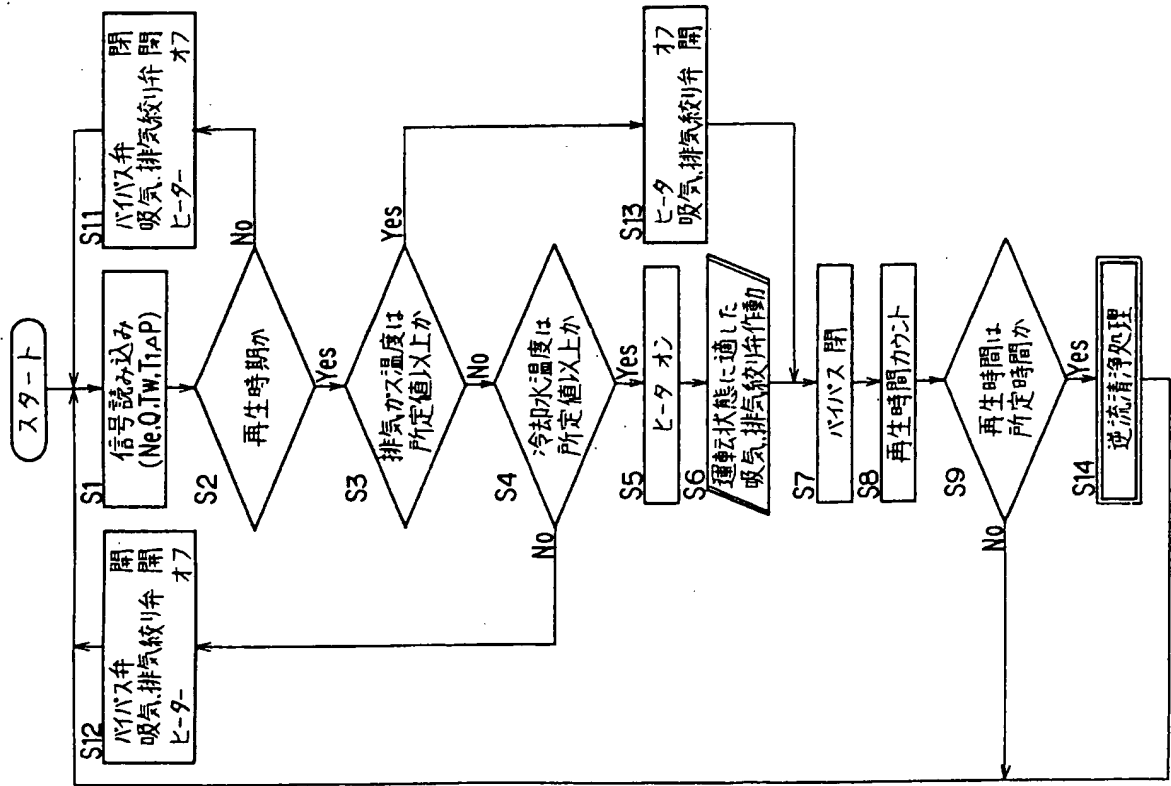 スタート
S1
信号読み込み
(Ne,Q,Tw,T1,ΔP)
S11
バイパス弁 閉
吸気、排気絞り弁 開
ヒーター オフ
S12
バイパス弁 開
吸気、排気絞り弁 開
ヒーター オフ
S2
再生時期か
No
Yes
S3
排気ガス温度は
所定値以上か
Yes
No
S4
冷却水温度は
所定値以上か
No
Yes
S13
ヒータ オフ
吸気、排気絞り弁 開
S5
ヒータ オン
S6
運転状態に適した
吸気、排気絞り弁作動
S7
バイパス 閉
S8
再生時間カウント
S9
再生時間は
所定時間か
No
Yes
S14
逆流清浄処理